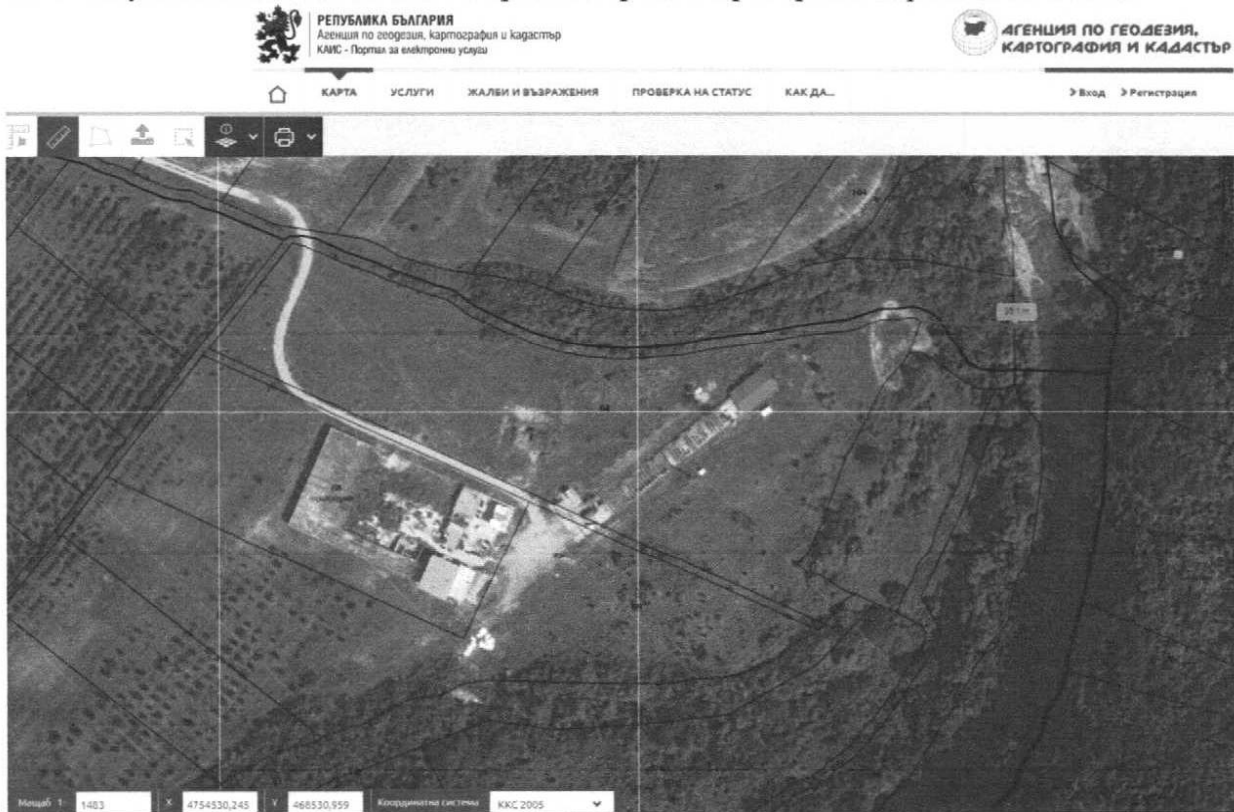 РЕПУБЛИКА БЪЛГАРИЯ
Агенция по геодезия, картография и кадастър
КАИС - Портал за електронни услуги
АГЕНЦИЯ ПО ГЕОДЕЗИЯ,
КАРТОГРАФИЯ И КАДАСТЪР
КАРТА УСЛУГИ ЖАЛБИ И ВЪЗРАЖЕНИЯ ПРОВЕРКА НА СТАТУС КАК ДА...
> Вход > Регистрация
104
Мащаб 1: 1483 X 4754530,245 Y 468530,959 Координатна система ККС 2005